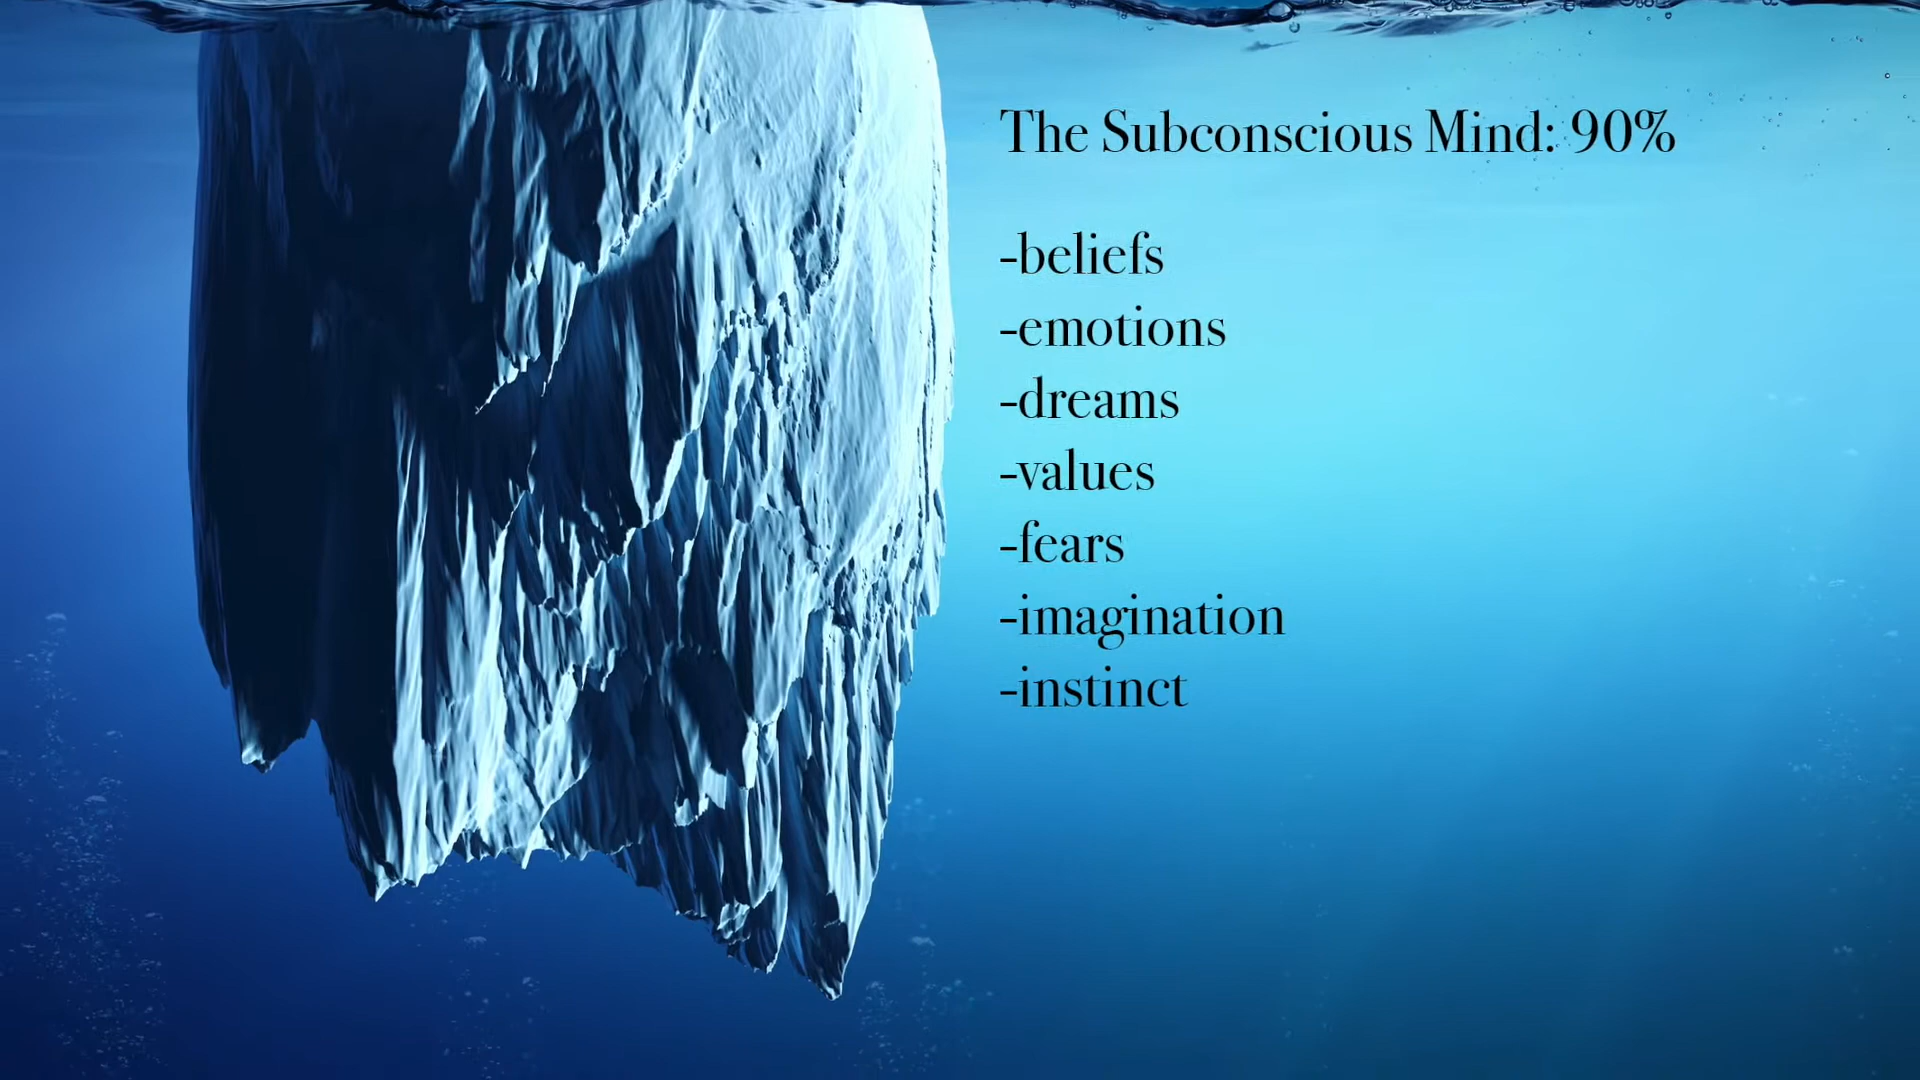 The Subconscious Mind: 90%
-beliefs
-emotions
-dreams
-values
-fears
-imagination
-instinct